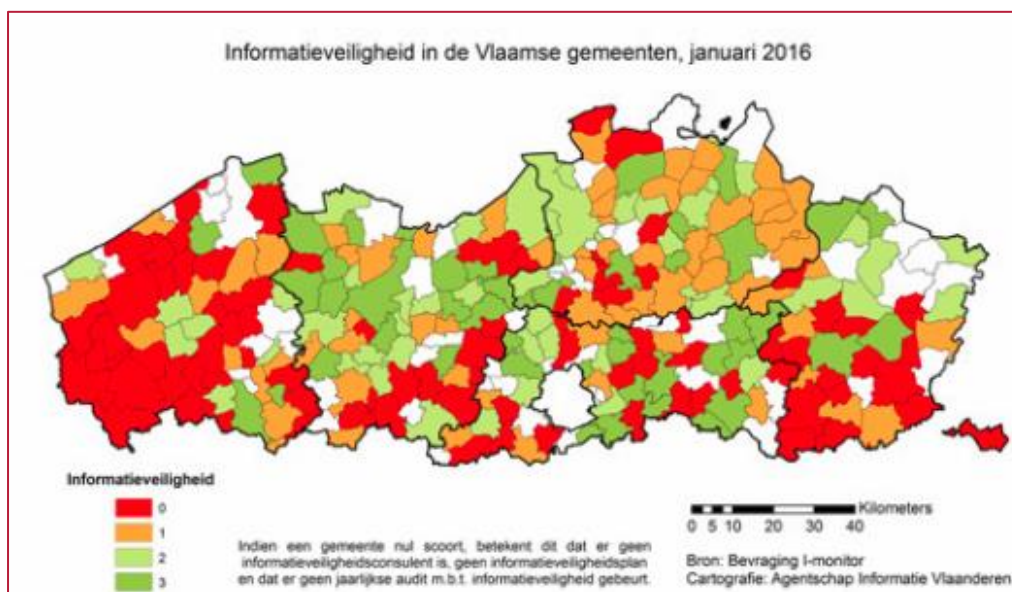 Informatieveiligheid in de Vlaamse gemeenten, januari 2016
Informatieveiligheid
0
1
2
3
Indien een gemeente nul scoort, betekent dit dat er geen
informatieveiligheidsconsulent is, geen informatieveiligheidsplan
en dat er geen jaarlijkse audit m.b.t. informatieveiligheid gebeurt.
Kilometers
0 5 10 20 30 40
Bron: Bevraging I-monitor
Cartografie: Agentschap Informatie Vlaanderen